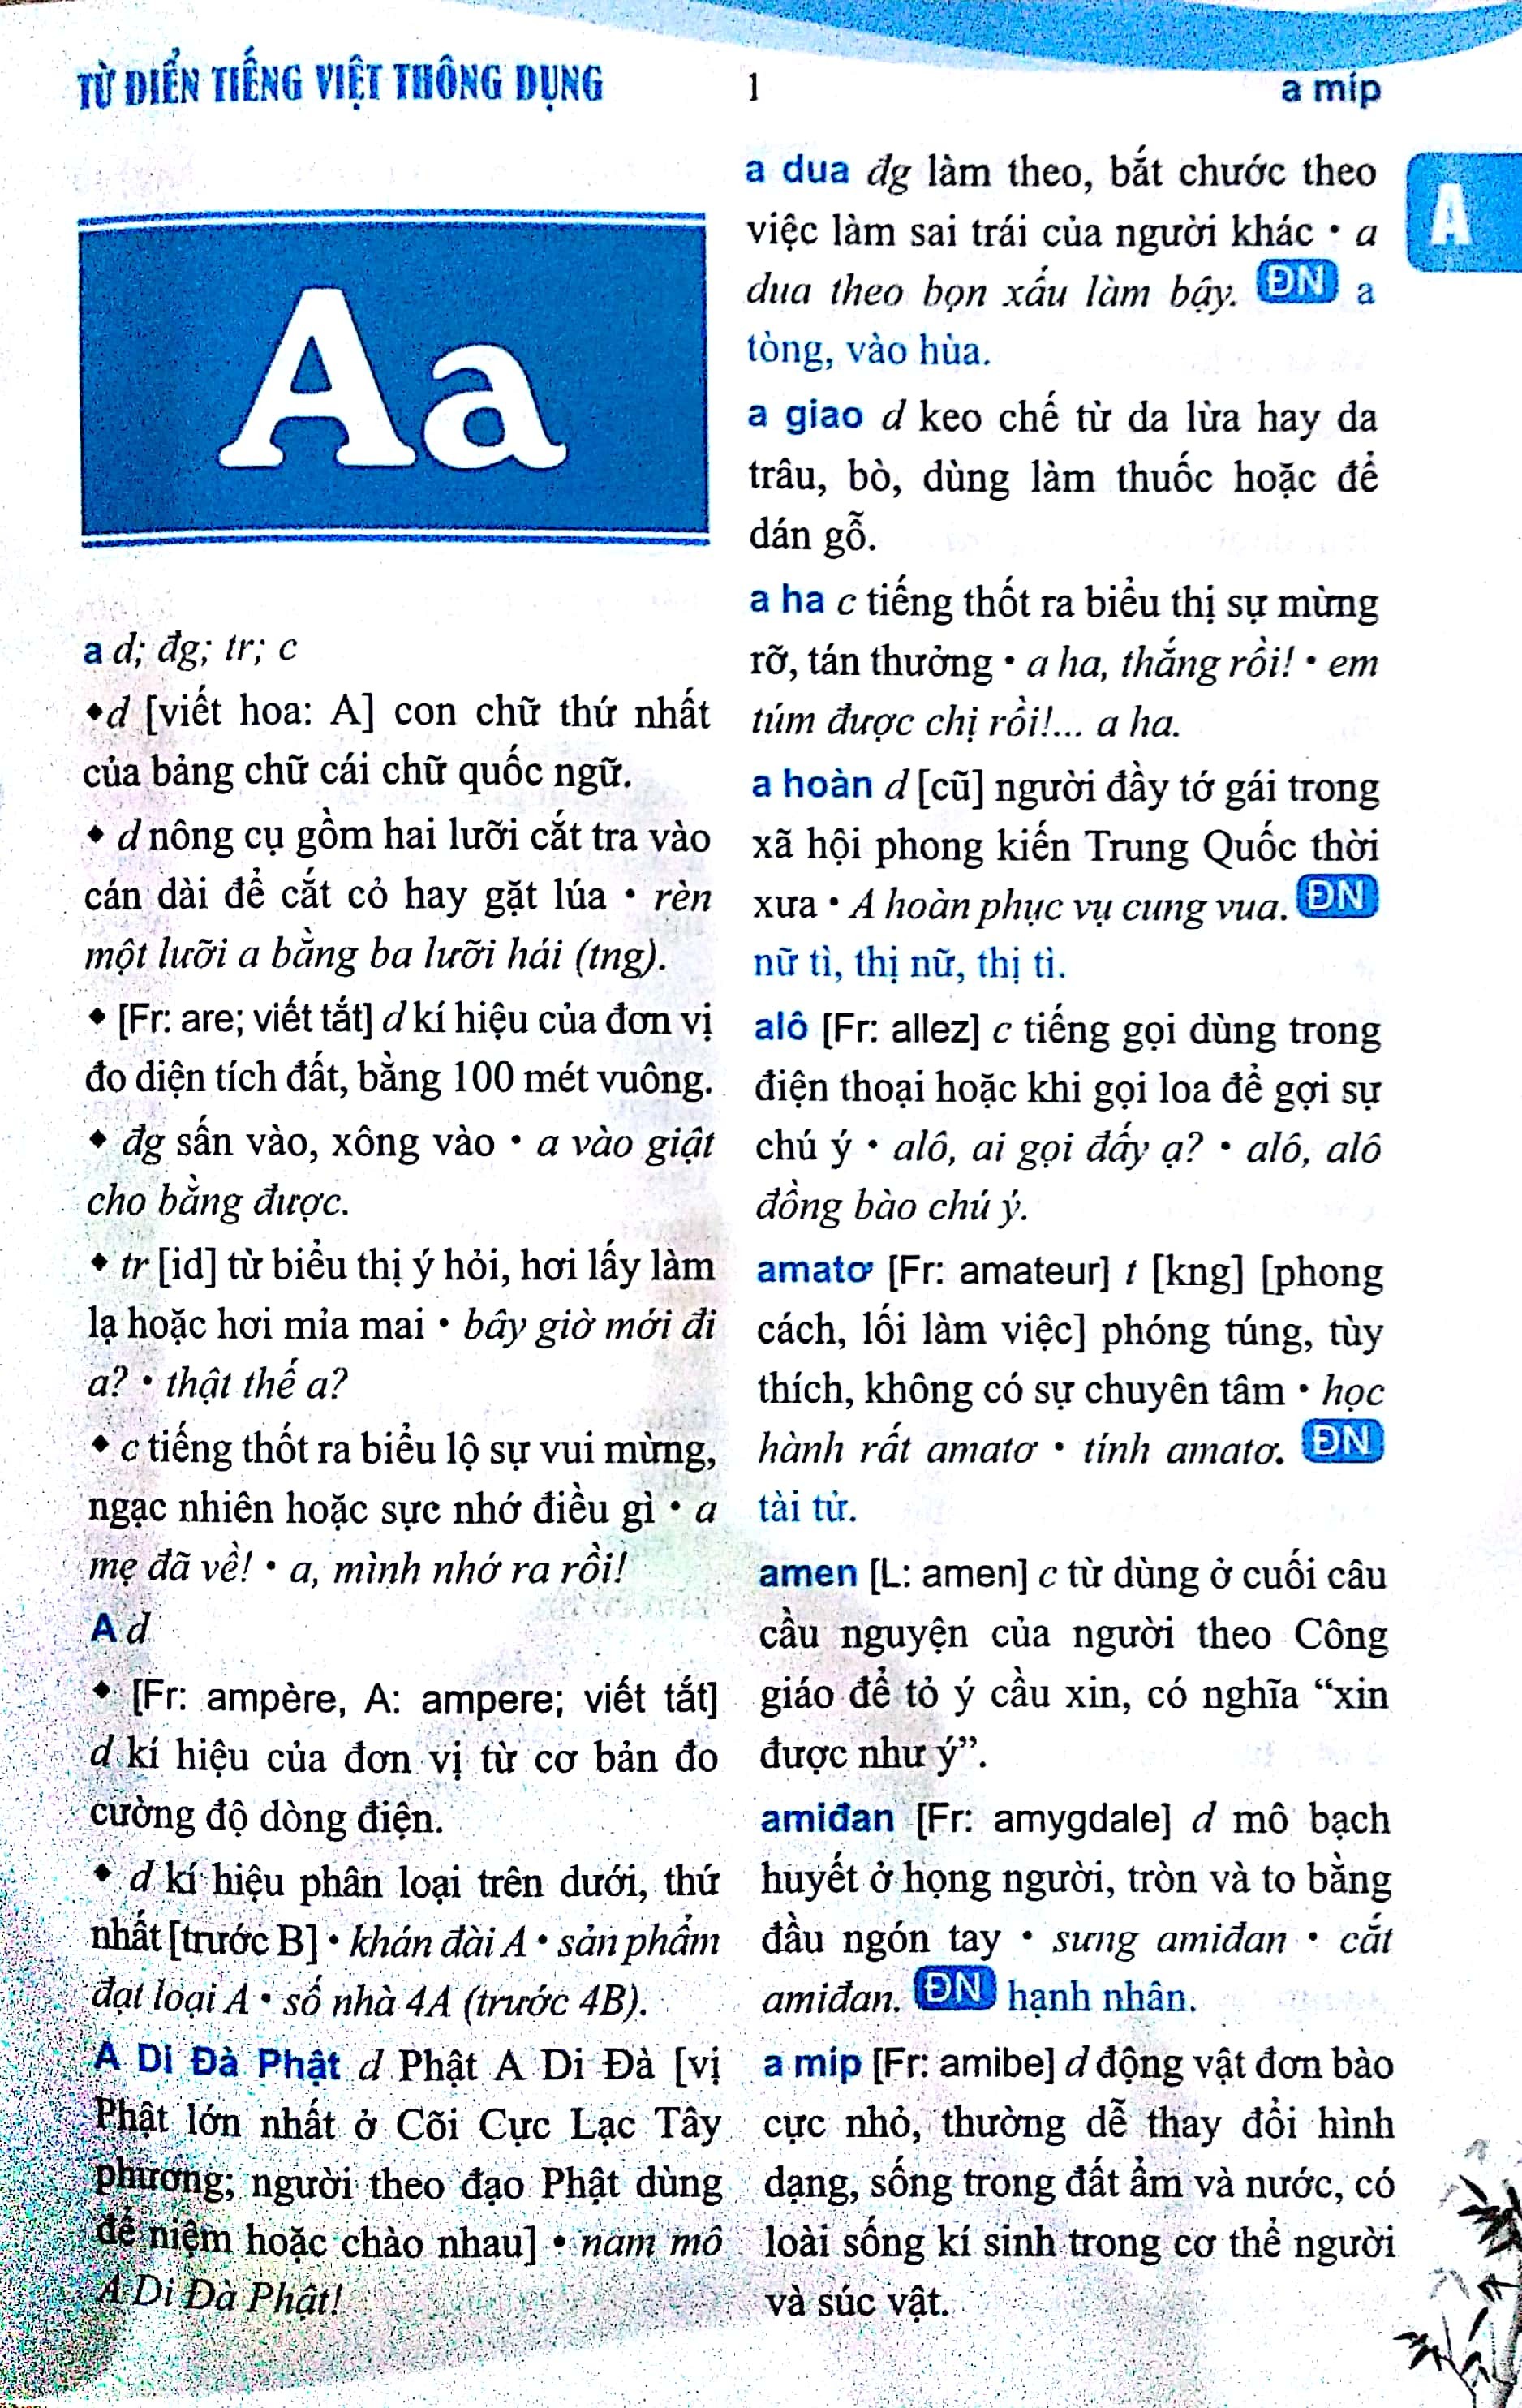 TỪ ĐIỂN TIẾNG VIỆT THÔNG DỤNG
1
a míp
A
Aa
a d; đg; tr; c
◆d [viết hoa: A] con chữ thứ nhất
của bảng chữ cái chữ quốc ngữ.
◆ d nông cụ gồm hai lưỡi cắt tra vào
cán dài để cắt cỏ hay gặt lúa • rèn
một lưỡi a bằng ba lưỡi hái (tng).
◆ [Fr: are; viết tắt] d kí hiệu của đơn vị
đo diện tích đất, bằng 100 mét vuông.
◆ đg sấn vào, xông vào • a vào giật
cho bằng được.
◆ tr [id] từ biểu thị ý hỏi, hơi lấy làm
lạ hoặc hơi mỉa mai • bây giờ mới đi
a? • thật thế a?
◆ c tiếng thốt ra biểu lộ sự vui mừng,
ngạc nhiên hoặc sực nhớ điều gì • a
mẹ đã về! • a, mình nhớ ra rồi!
A d
◆ [Fr: ampère, A: ampere; viết tắt]
d kí hiệu của đơn vị từ cơ bản đo
cường độ dòng điện.
◆ d kí hiệu phân loại trên dưới, thứ
nhất [trước B] • khán đài A • sản phẩm
đạt loại A • số nhà 4A (trước 4B).
A Di Đà Phật d Phật A Di Đà [vị
Phật lớn nhất ở Cõi Cực Lạc Tây
phương; người theo đạo Phật dùng
để niệm hoặc chào nhau] • nam mô
A Di Đà Phật!
a dua đg làm theo, bắt chước theo
việc làm sai trái của người khác • a
dua theo bọn xấu làm bậy. ĐN a
tòng, vào hùa.
a giao d keo chế từ da lừa hay da
trâu, bò, dùng làm thuốc hoặc để
dán gỗ.
a ha c tiếng thốt ra biểu thị sự mừng
rỡ, tán thưởng • a ha, thắng rồi! • em
túm được chị rồi!... a ha.
a hoàn d [cũ] người đầy tớ gái trong
xã hội phong kiến Trung Quốc thời
xưa • A hoàn phục vụ cung vua. ĐN
nữ tì, thị nữ, thị tì.
alô [Fr: allez] c tiếng gọi dùng trong
điện thoại hoặc khi gọi loa để gợi sự
chú ý • alô, ai gọi đấy ạ? • alô, alô
đồng bào chú ý.
amatơ [Fr: amateur] t [kng] [phong
cách, lối làm việc] phóng túng, tùy
thích, không có sự chuyên tâm • học
hành rất amatơ • tính amatơ. ĐN
tài tử.
amen [L: amen] c từ dùng ở cuối câu
cầu nguyện của người theo Công
giáo để tỏ ý cầu xin, có nghĩa “xin
được như ý”.
amiđan [Fr: amygdale] d mô bạch
huyết ở họng người, tròn và to bằng
đầu ngón tay • sưng amiđan • cắt
amiđan. ĐN hạnh nhân.
a míp [Fr: amibe] d động vật đơn bào
cực nhỏ, thường dễ thay đổi hình
dạng, sống trong đất ẩm và nước, có
loài sống kí sinh trong cơ thể người
và súc vật.